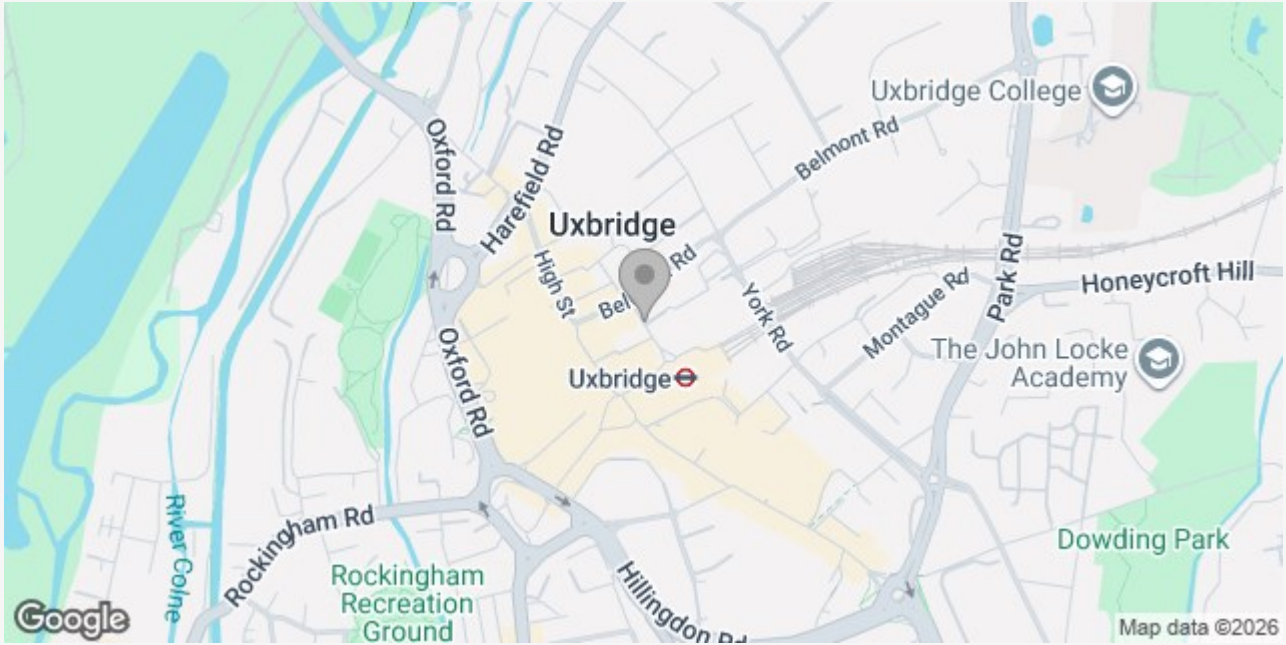 Uxbridge College
Belmont Rd
Oxford Rd
Harefield Rd
Uxbridge
High St
Bel
Rd
York Rd
Park Rd
Honeycroft Hill
Montague Rd
The John Locke
Academy
Uxbridge
Oxford Rd
River Colne
Rockingham Rd
Rockingham
Recreation
Ground
Hillingdon Rd
Dowding Park
Google
Map data ©2026